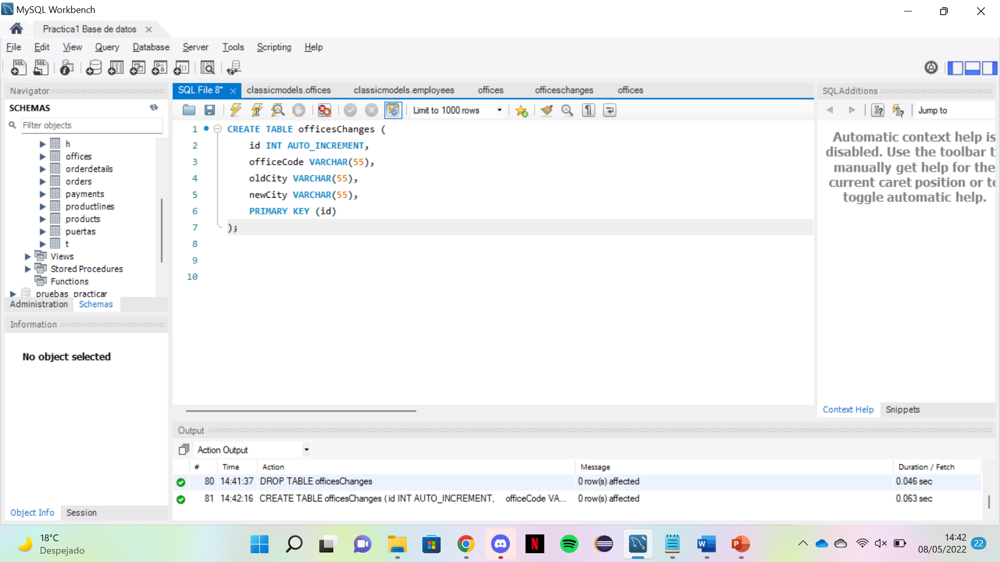 MySQL Workbench
Practica1 Base de datos
File Edit View Query Database Server Tools Scripting Help
Navigator
SCHEMAS
Filter objects
h
offices
orderdetails
orders
payments
productlines
products
puertas
t
Views
Stored Procedures
Functions
pruebas_practicar
Administration Schemas
Information
No object selected
Object Info Session
SQL File 8* classicmodels.offices classicmodels.employees offices officeschanges offices
Limit to 1000 rows
1 CREATE TABLE officesChanges (
2 id INT AUTO_INCREMENT,
3 officeCode VARCHAR(55),
4 oldCity VARCHAR(55),
5 newCity VARCHAR(55),
6 PRIMARY KEY (id)
7 );
8
9
10
SQLAdditions
Jump to
Automatic context help is
disabled. Use the toolbar t
manually get help for the
current caret position or to
toggle automatic help.
Context Help Snippets
Output
Action Output
# Time Action Message Duration / Fetch
80 14:41:37 DROP TABLE officesChanges 0 row(s) affected 0.046 sec
81 14:42:16 CREATE TABLE officesChanges ( id INT AUTO_INCREMENT, officeCode VA... 0 row(s) affected 0.063 sec
18°C
Despejado
14:42
08/05/2022
22